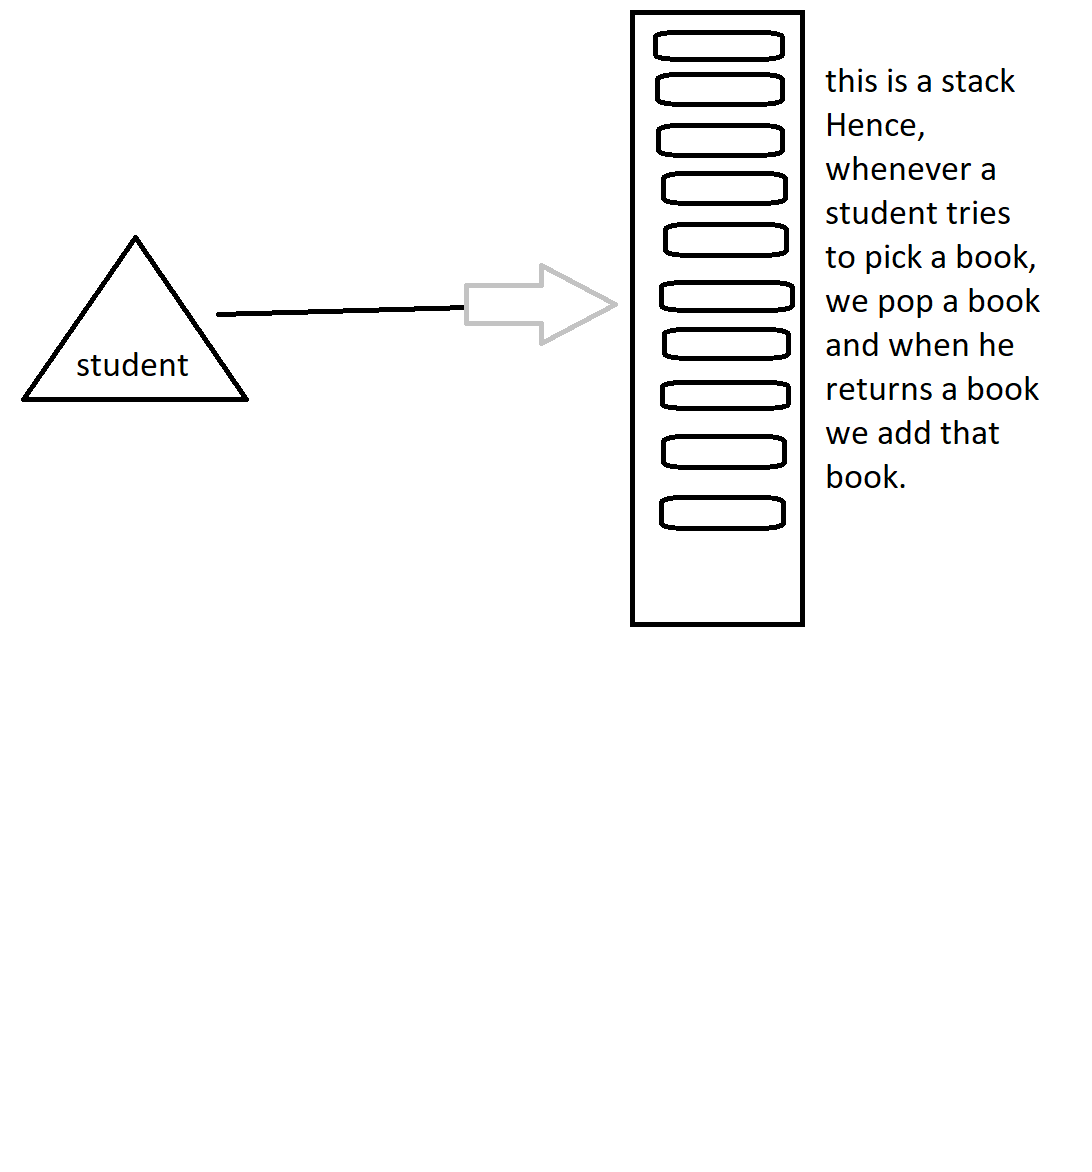 student
this is a stack
Hence,
whenever a
student tries
to pick a book,
we pop a book
and when he
returns a book
we add that
book.